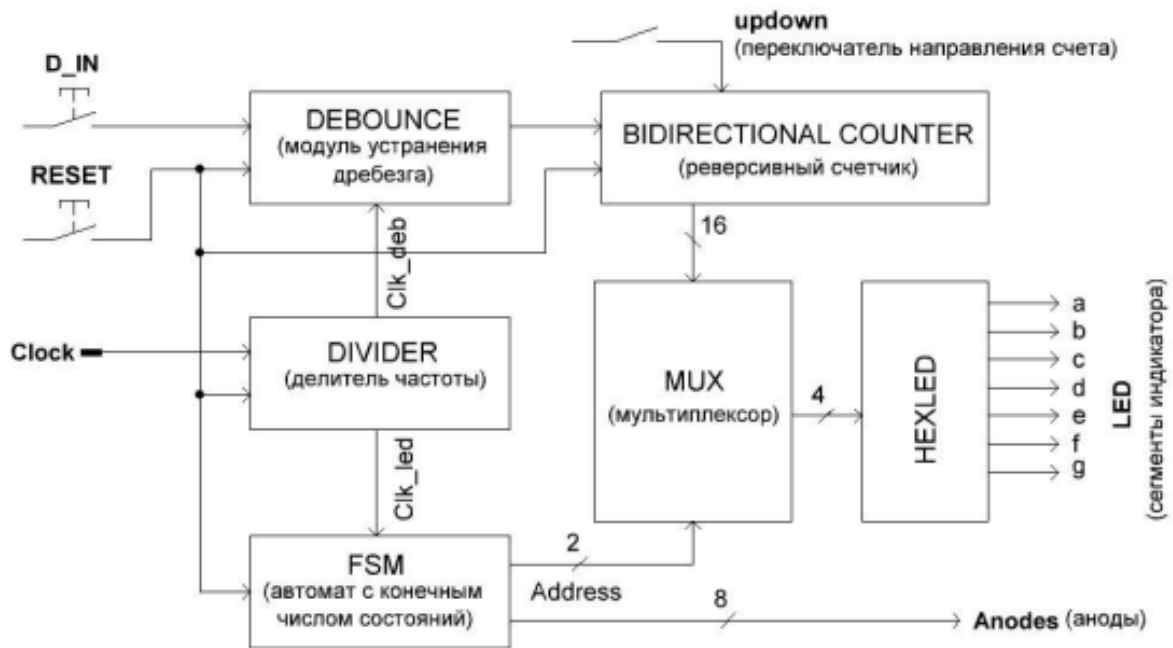 updown
(переключатель направления счета)
D_IN
DEBOUNCE
(модуль устранения
дребезга)
BIDIRECTIONAL COUNTER
(реверсивный счетчик)
RESET
16
Clk_deb
Clock
DIVIDER
(делитель частоты)
MUX
(мультиплексор)
4
HEXLED
a
b
c
d
e
f
g
LED
(сегменты индикатора)
Clk_led
FSM
(автомат с конечным
числом состояний)
2
Address
8
Anodes (аноды)